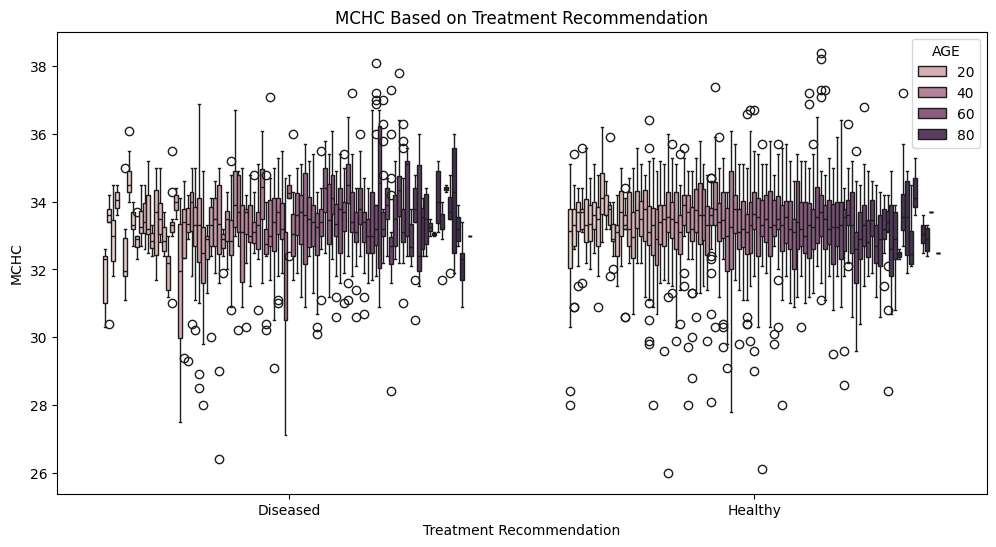 MCHC Based on Treatment Recommendation
AGE
20
40
60
80
38
36
34
32
30
28
26
MCHC
Diseased
Healthy
Treatment Recommendation